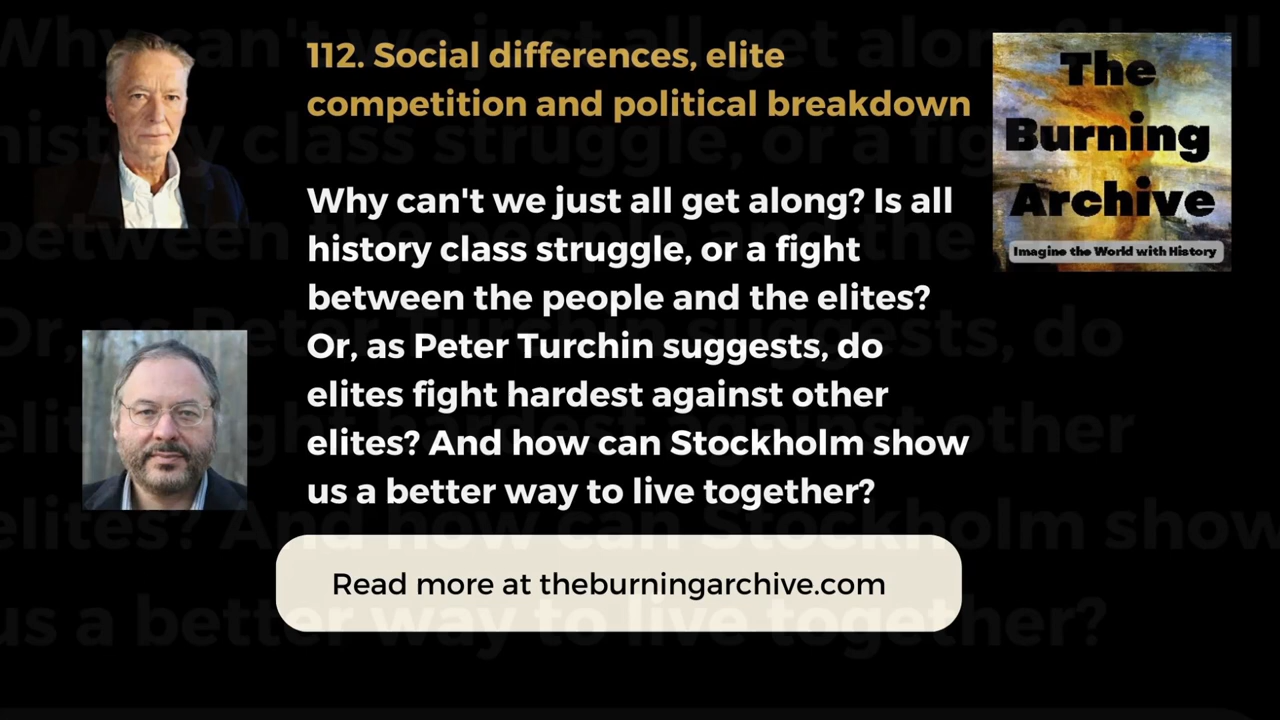 112. Social differences, elite
competition and political breakdown
Why can't we just all get along? Is all
history class struggle, or a fight
between the people and the elites?
Or, as Peter Turchin suggests, do
elites fight hardest against other
elites? And how can Stockholm show
us a better way to live together?
Read more at theburningarchive.com
The
Burning
Archive
Imagine the World with History